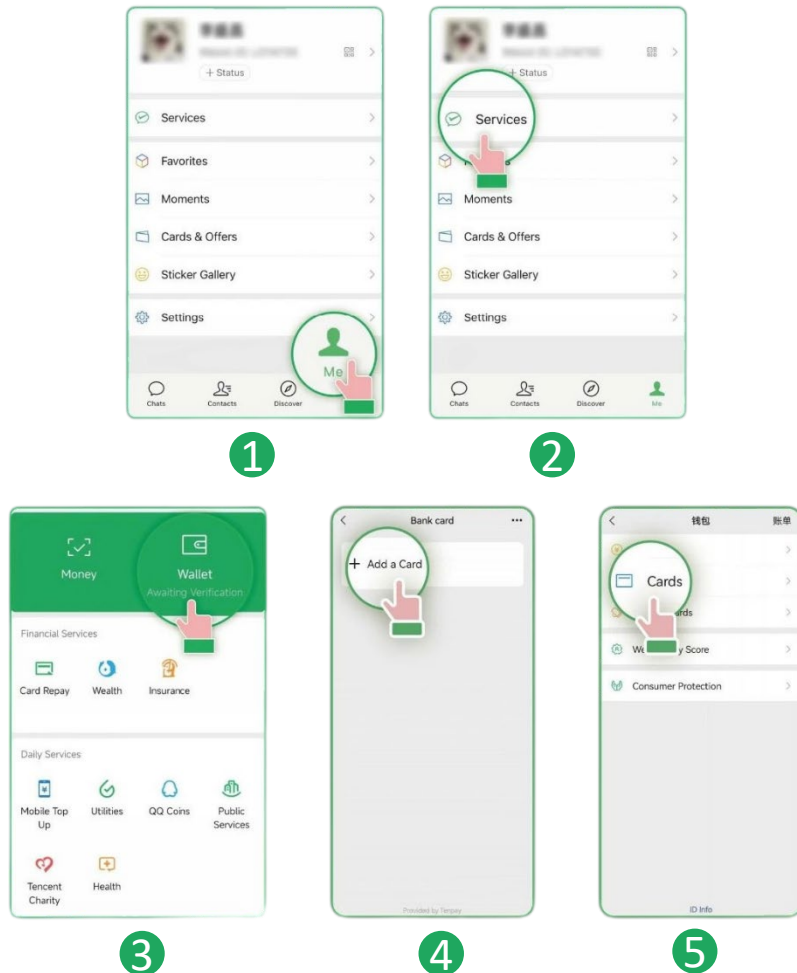 + Status
Services
Favorites
Moments
Cards & Offers
Sticker Gallery
Settings
Me
Chats
Contacts
Discover
1
+ Status
Services
Moments
Cards & Offers
Sticker Gallery
Settings
Chats
Contacts
Discover
Me
2
Money
Wallet
Awaiting Verification
Financial Services
Card Repay
Wealth
Insurance
Daily Services
Mobile Top Up
Utilities
QQ Coins
Public Services
Tencent Charity
Health
3
Bank card
+ Add a Card
Provided by Tenpay
4
钱包
账单
Cards
Score
Consumer Protection
ID Info
5